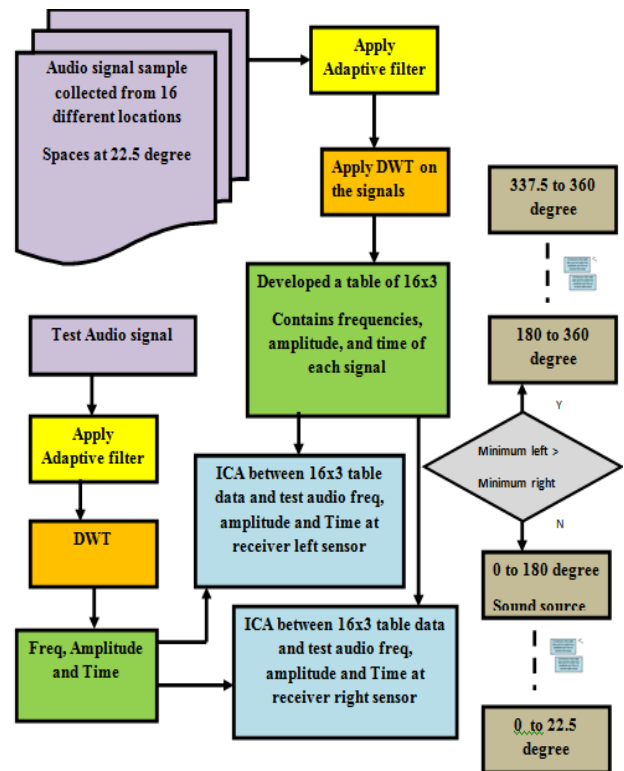 Audio signal sample
collected from 16
different locations
Spaces at 22.5 degree
Apply
Adaptive filter
Apply DWT on
the signals
Developed a table of 16x3
Contains frequencies,
amplitude, and time of
each signal
Test Audio signal
Apply
Adaptive filter
DWT
Freq, Amplitude
and Time
ICA between 16x3 table
data and test audio freq,
amplitude and Time at
receiver left sensor
ICA between 16x3 table data
and test audio freq,
amplitude and Time at
receiver right sensor
337.5 to 360
degree
180 to 360
degree
Y
Minimum left >
Minimum right
N
0 to 180 degree
Sound source
0 to 22.5
degree